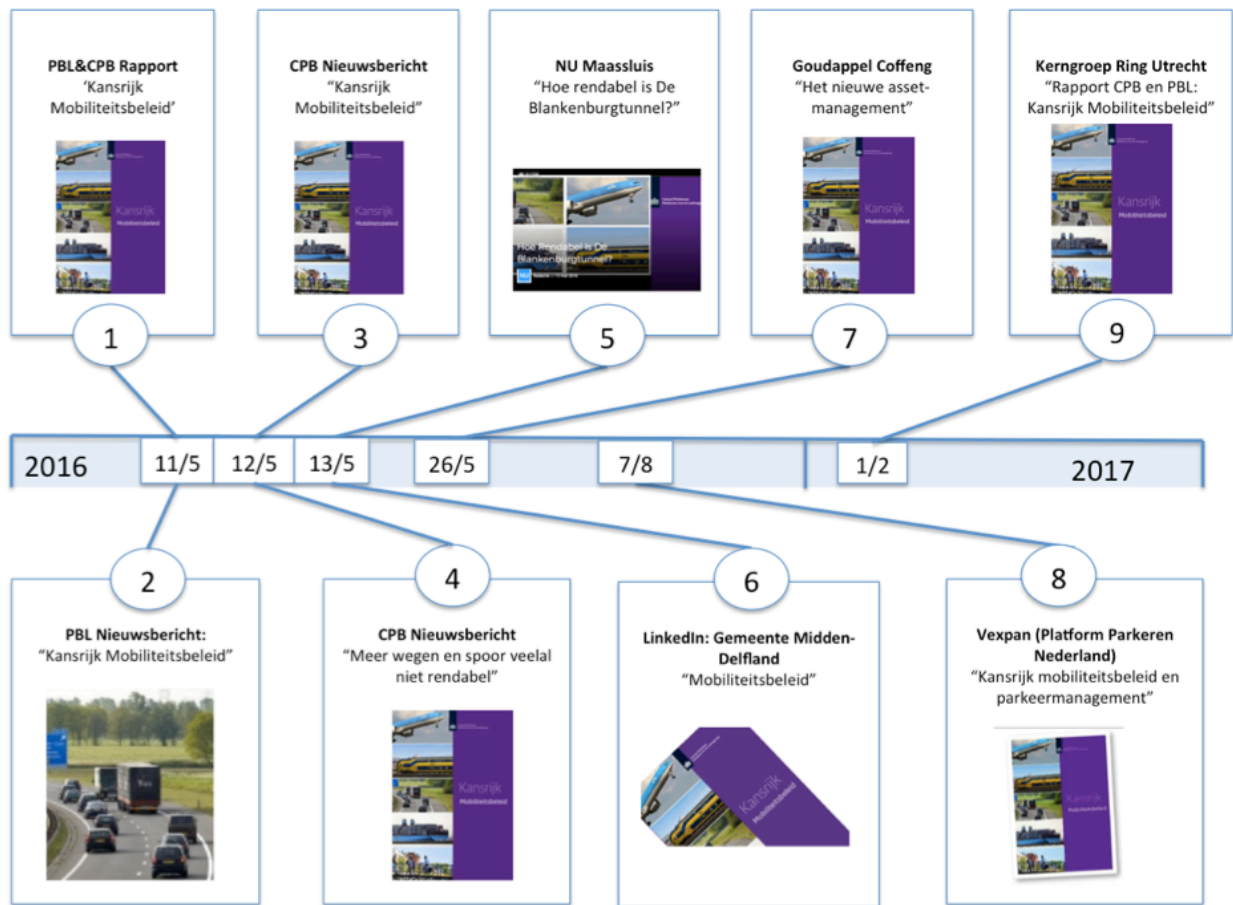 PBL&CPB Rapport
‘Kansrijk
Mobiliteitsbeleid’
Kansrijk
Mobiliteitsbeleid
1
CPB Nieuwsbericht
“Kansrijk
Mobiliteitsbeleid”
Kansrijk
Mobiliteitsbeleid
3
NU Maassluis
“Hoe rendabel is De
Blankenburgtunnel?”
Hoe Rendabel Is De
Blankenburgtunnel?
NU
5
Goudappel Coffeng
“Het nieuwe asset-
management”
Kansrijk
Mobiliteitsbeleid
7
Kerngroep Ring Utrecht
“Rapport CPB en PBL:
Kansrijk Mobiliteitsbeleid”
Kansrijk
Mobiliteitsbeleid
9
2016
11/5
12/5
13/5
26/5
7/8
1/2
2017
2
PBL Nieuwsbericht:
“Kansrijk Mobiliteitsbeleid”
4
CPB Nieuwsbericht
“Meer wegen en spoor veelal
niet rendabel”
Kansrijk
Mobiliteitsbeleid
6
LinkedIn: Gemeente Midden-
Delfland
“Mobiliteitsbeleid”
Kansrijk
Mobiliteitsbeleid
8
Vexpan (Platform Parkeren
Nederland)
“Kansrijk mobiliteitsbeleid en
parkeermanagement”
Kansrijk
Mobiliteitsbeleid